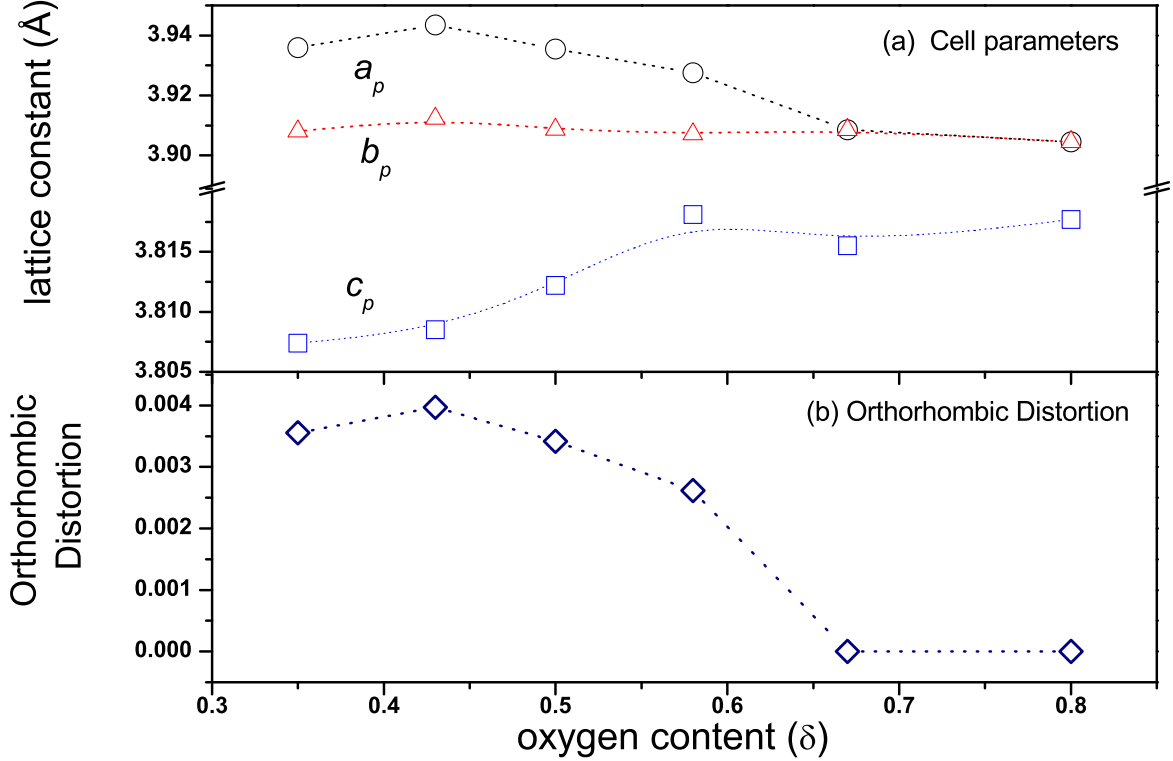 lattice constant (Å)
3.94
3.92
3.90
3.815
3.810
3.805
(a) Cell parameters
a_p
b_p
c_p
Orthorhombic
Distortion
0.004
0.003
0.002
0.001
0.000
(b) Orthorhombic Distortion
0.3 0.4 0.5 0.6 0.7 0.8
oxygen content (δ)